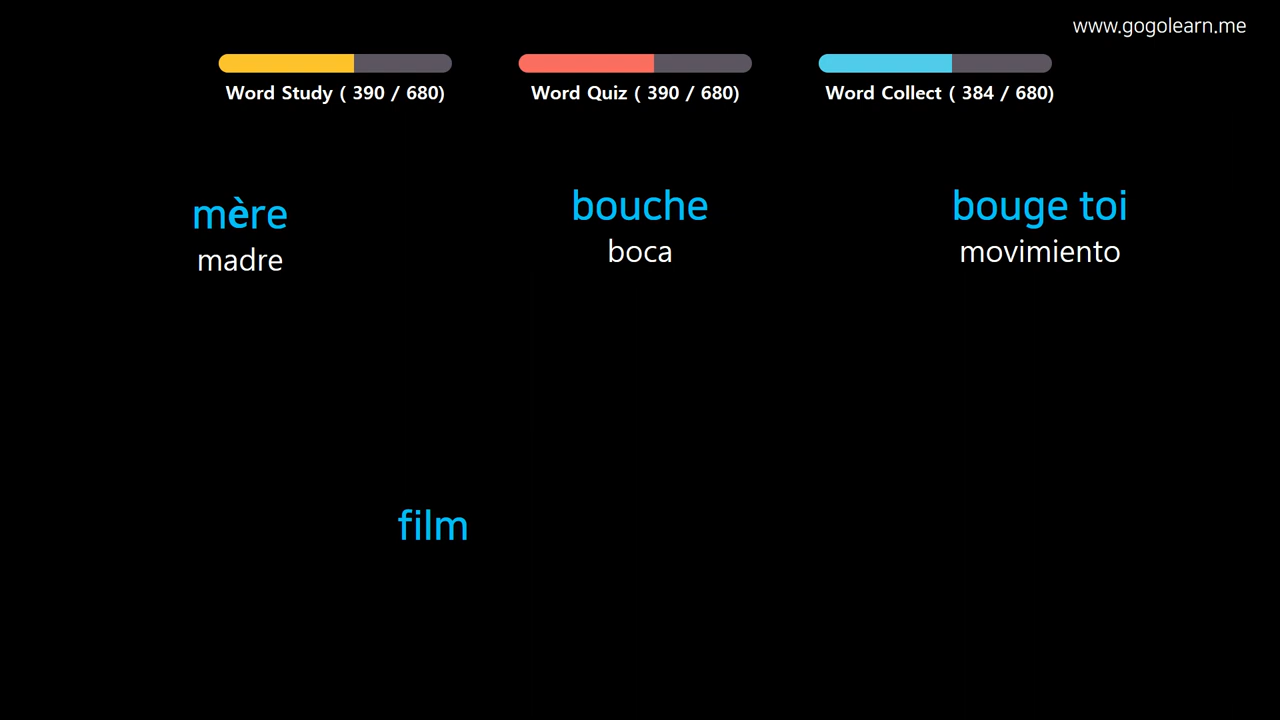 www.gogolearn.me
Word Study ( 390 / 680)
Word Quiz ( 390 / 680)
Word Collect ( 384 / 680)
mère
madre
bouche
boca
bouge toi
movimiento
film